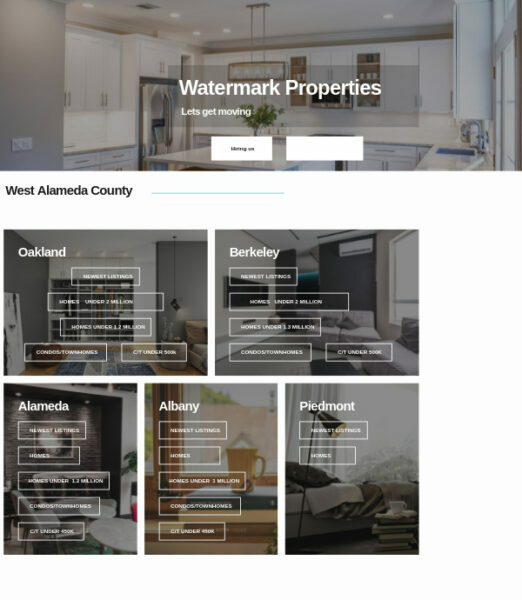 Watermark Properties
Lets get moving
Hiring us
West Alameda County
Oakland
NEWEST LISTINGS
HOMES UNDER 2 MILLION
HOMES UNDER 1.2 MILLION
CONDOS/TOWNHOMES
C/T UNDER 500k
Berkeley
NEWEST LISTINGS
HOMES UNDER 2 MILLION
HOMES UNDER 1.3 MILLION
CONDOS/TOWNHOMES
C/T UNDER 500K
Alameda
NEWEST LISTINGS
HOMES
HOMES UNDER 1.2 MILLION
CONDOS/TOWNHOMES
C/T UNDER 450K
Albany
NEWEST LISTINGS
HOMES
HOMES UNDER 1 MILLION
CONDOS/TOWNHOMES
C/T UNDER 450K
Piedmont
NEWEST LISTINGS
HOMES